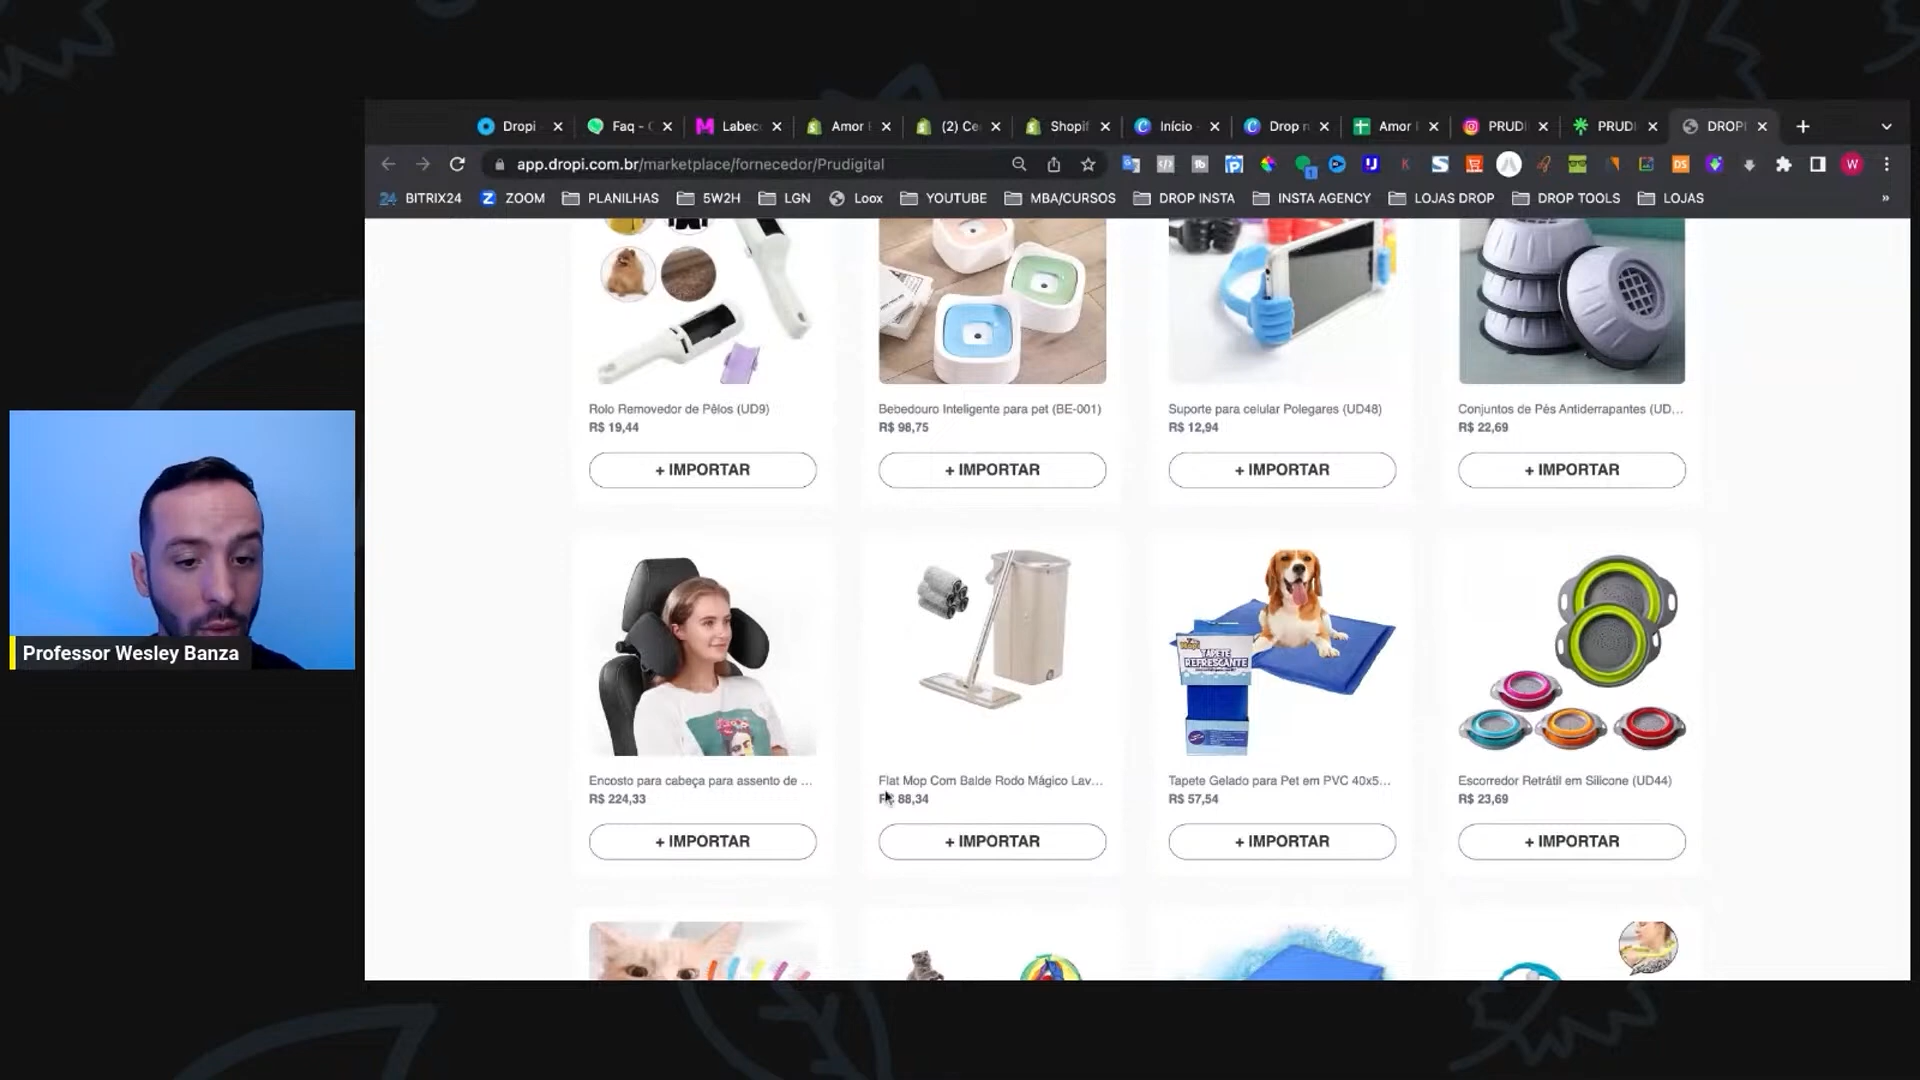 Dropi
Faq - C
Labec
Amor
(2) Ce
Shopif
Início -
Drop r
Amor
PRUDI
PRUDI
DROPI
app.dropi.com.br/marketplace/fornecedor/Prudigital
24 BITRIX24
ZOOM
PLANILHAS
5W2H
LGN
Loox
YOUTUBE
MBA/CURSOS
DROP INSTA
INSTA AGENCY
LOJAS DROP
DROP TOOLS
LOJAS
»
Rolo Removedor de Pêlos (UD9)
R$ 19,44
+ IMPORTAR
Bebedouro Inteligente para pet (BE-001)
R$ 98,75
+ IMPORTAR
Suporte para celular Polegares (UD48)
R$ 12,94
+ IMPORTAR
Conjuntos de Pés Antiderrapantes (UD...
R$ 22,69
+ IMPORTAR
Encosto para cabeça para assento de ...
R$ 224,33
+ IMPORTAR
Flat Mop Com Balde Rodo Mágico Lav...
R$ 88,34
+ IMPORTAR
TAPETE
REFRESCANTE
Tapete Gelado para Pet em PVC 40x5...
R$ 57,54
+ IMPORTAR
Escorredor Retrátil em Silicone (UD44)
R$ 23,69
+ IMPORTAR
Professor Wesley Banza